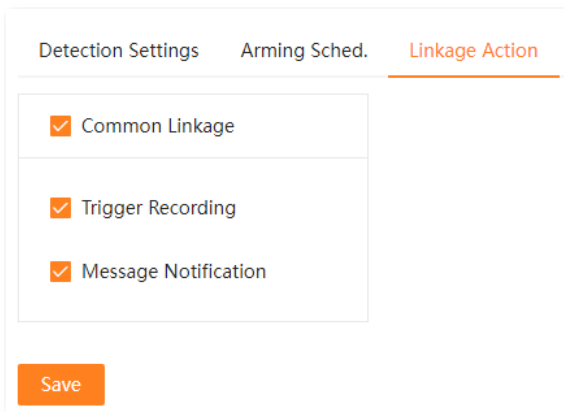 Detection Settings Arming Sched. Linkage Action
Common Linkage
Trigger Recording
Message Notification
Save